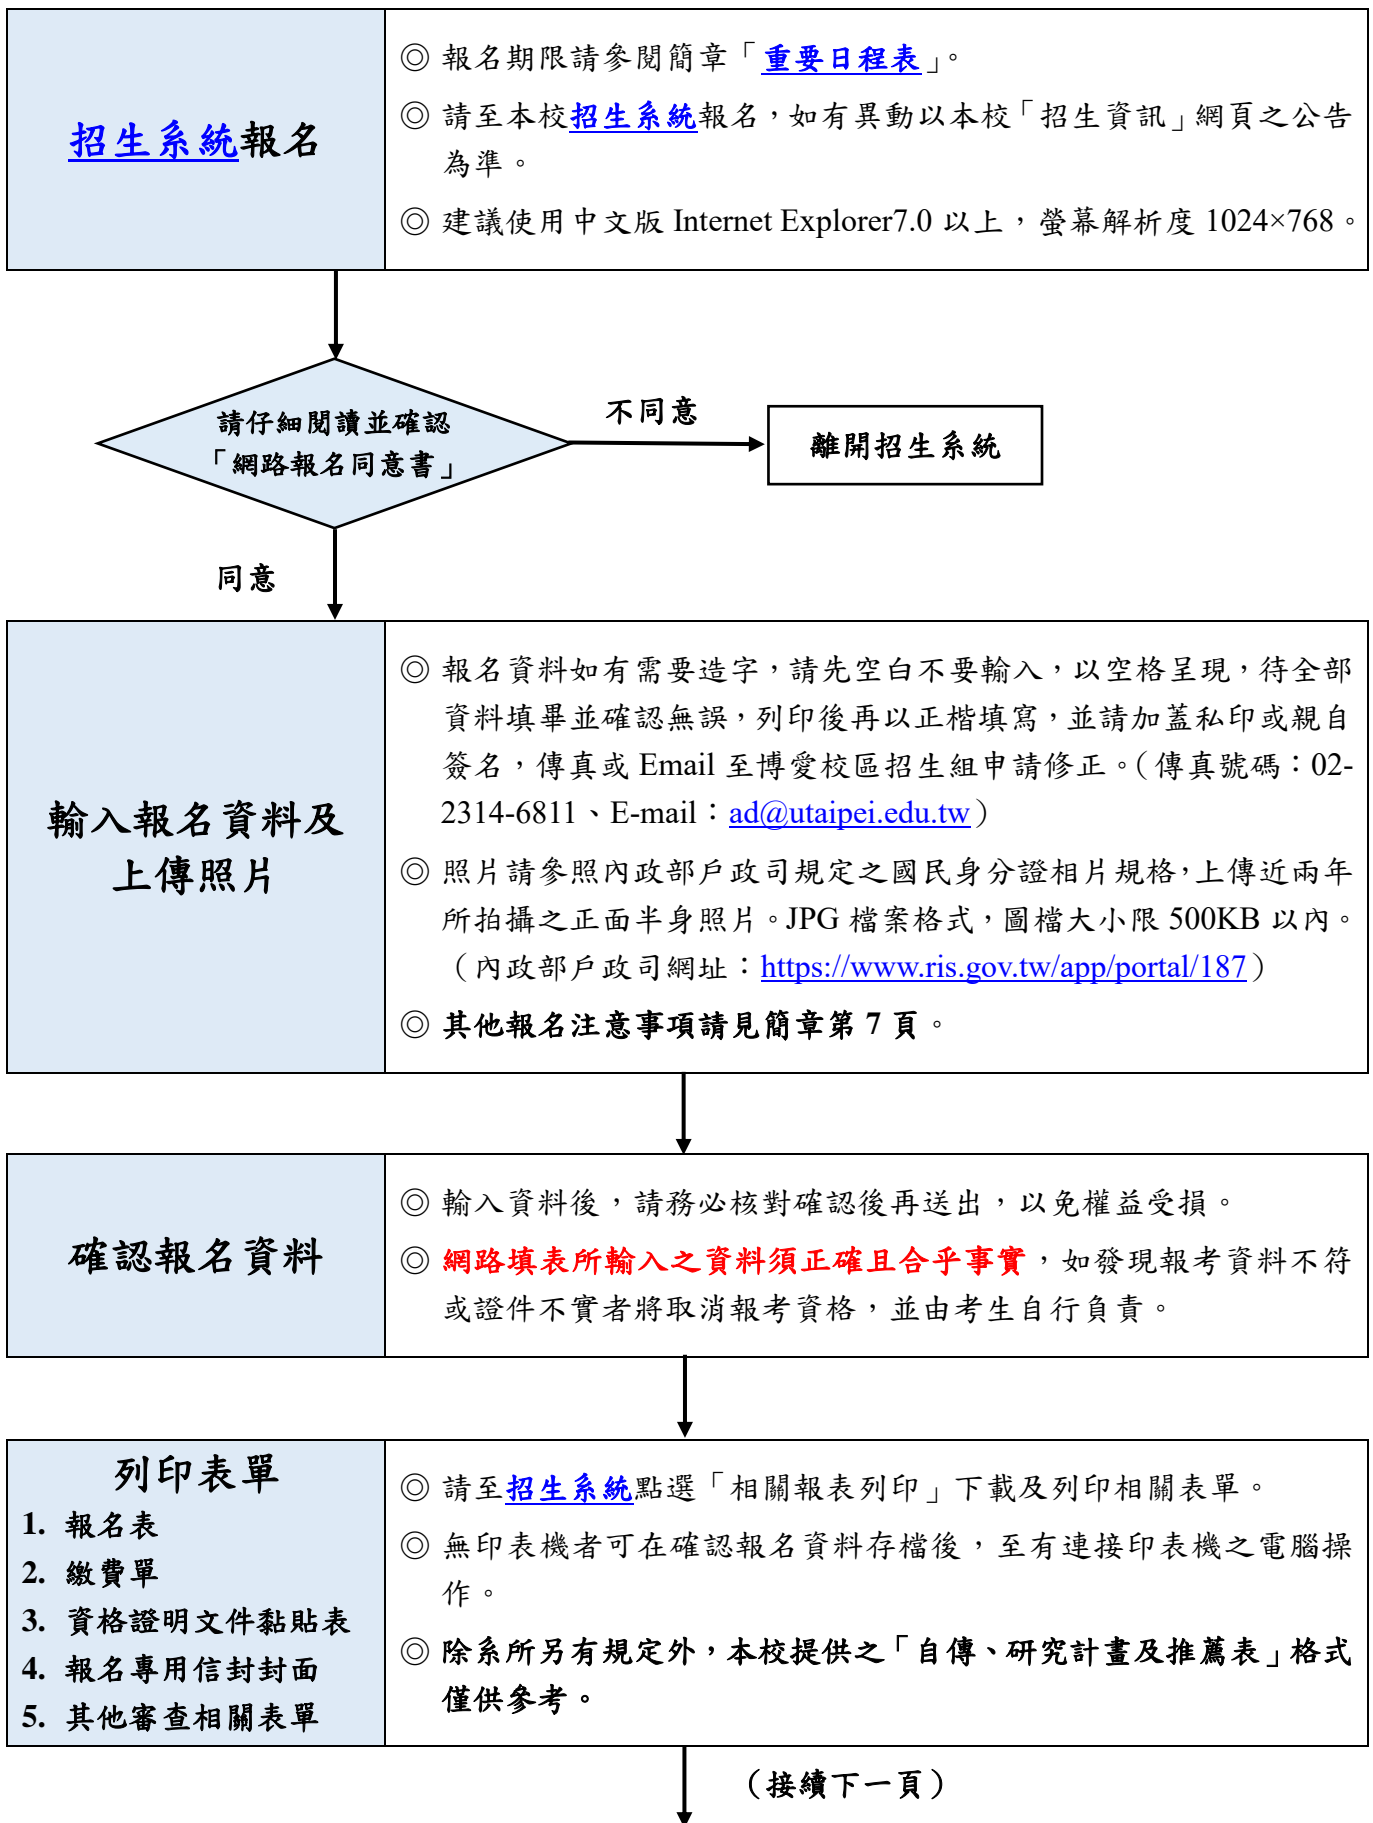 招生系統報名
◎ 報名期限請參閱簡章「重要日程表」。
◎ 請至本校招生系統報名，如有異動以本校「招生資訊」網頁之公告
為準。
◎ 建議使用中文版 Internet Explorer7.0 以上，螢幕解析度 1024×768。
請仔細閱讀並確認
「網路報名同意書」
不同意
離開招生系統
同意
輸入報名資料及
上傳照片
◎ 報名資料如有需要造字，請先空白不要輸入，以空格呈現，待全部
資料填畢並確認無誤，列印後再以正楷填寫，並請加蓋私印或親自
簽名，傳真或 Email 至博愛校區招生組申請修正。（傳真號碼：02-
2314-6811、E-mail：ad@utaipei.edu.tw）
◎ 照片請參照內政部戶政司規定之國民身分證相片規格，上傳近兩年
所拍攝之正面半身照片。JPG 檔案格式，圖檔大小限 500KB 以內。
（內政部戶政司網址：https://www.ris.gov.tw/app/portal/187）
◎ 其他報名注意事項請見簡章第 7 頁。
確認報名資料
◎ 輸入資料後，請務必核對確認後再送出，以免權益受損。
◎ 網路填表所輸入之資料須正確且合乎事實，如發現報考資料不符
或證件不實者將取消報考資格，並由考生自行負責。
列印表單
1. 報名表
2. 繳費單
3. 資格證明文件黏貼表
4. 報名專用信封封面
5. 其他審查相關表單
◎ 請至招生系統點選「相關報表列印」下載及列印相關表單。
◎ 無印表機者可在確認報名資料存檔後，至有連接印表機之電腦操
作。
◎ 除系所另有規定外，本校提供之「自傳、研究計畫及推薦表」格式
僅供參考。
（接續下一頁）